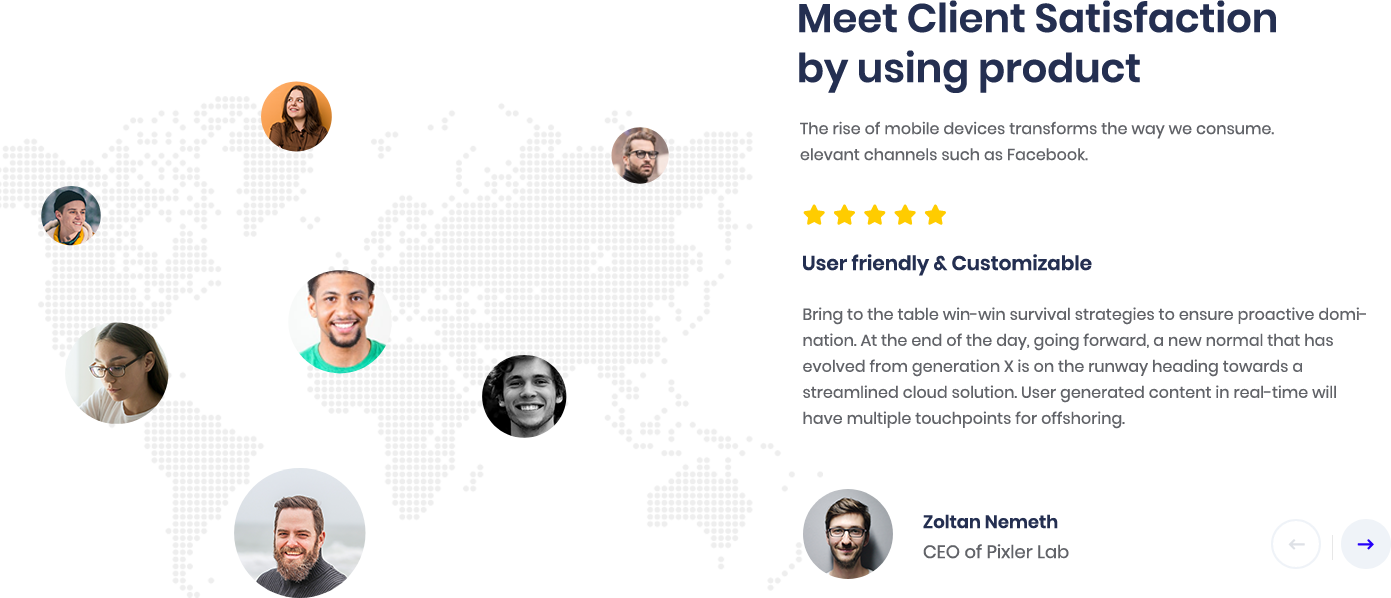 Meet Client Satisfaction
by using product
The rise of mobile devices transforms the way we consume.
elevant channels such as Facebook.
User friendly & Customizable
Bring to the table win-win survival strategies to ensure proactive domi-
nation. At the end of the day, going forward, a new normal that has
evolved from generation X is on the runway heading towards a
streamlined cloud solution. User generated content in real-time will
have multiple touchpoints for offshoring.
Zoltan Nemeth
CEO of Pixler Lab